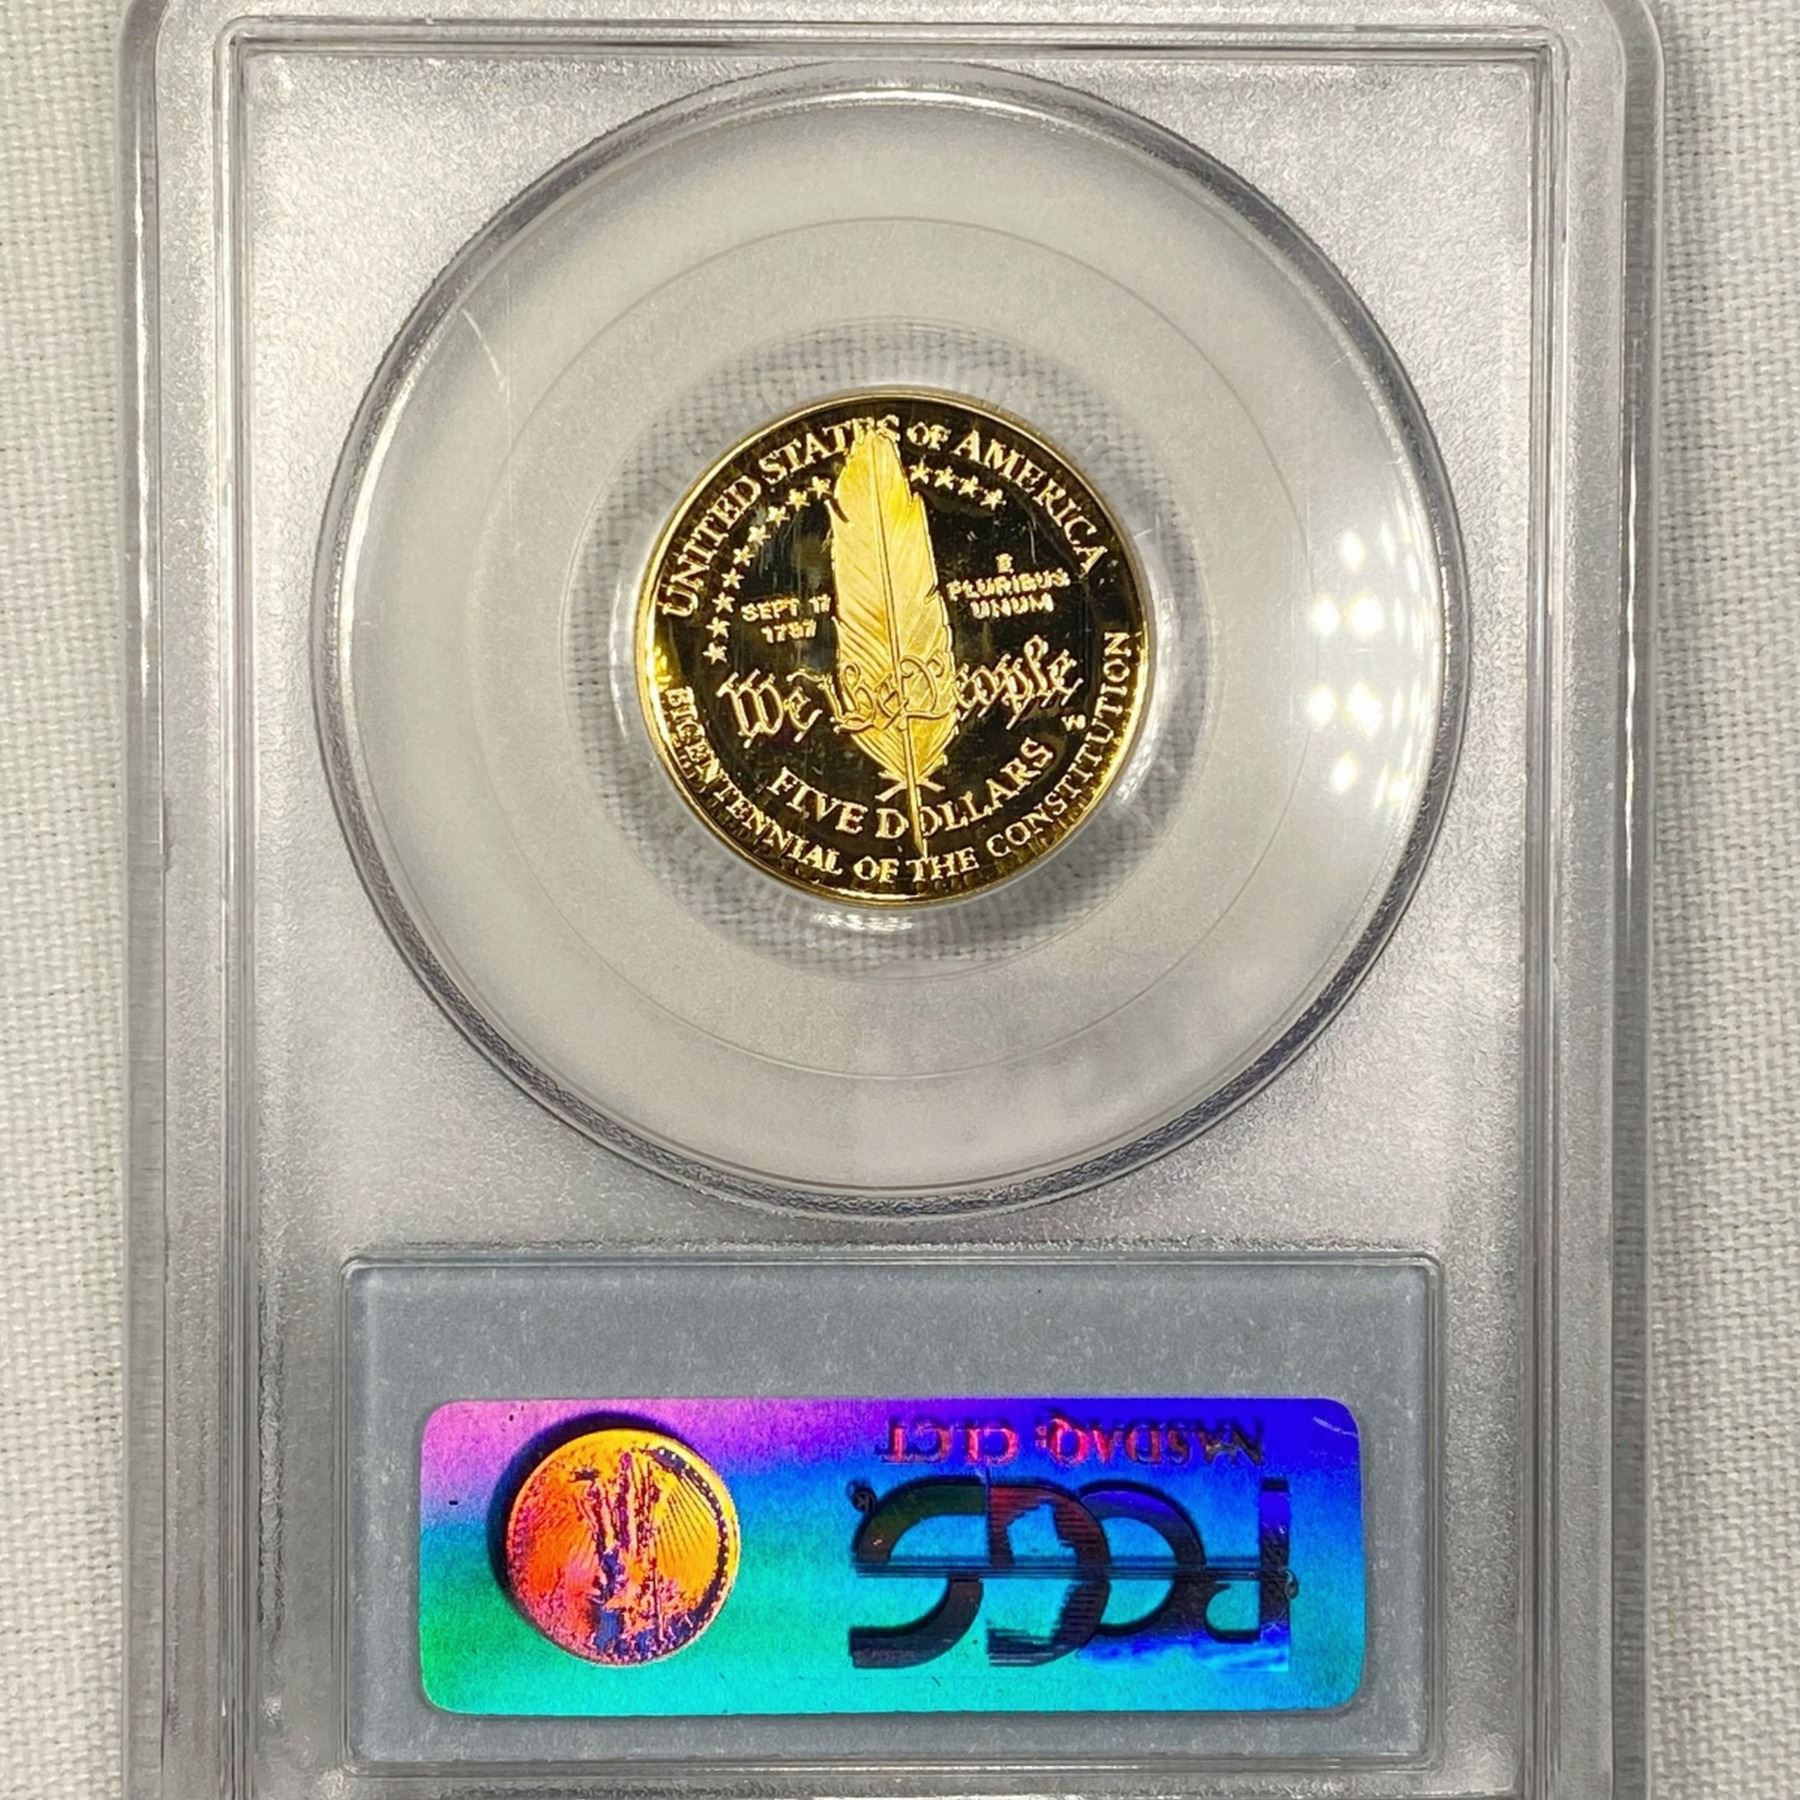 UNITED STATES OF AMERICA
SEPT 17
1787
E
PLURIBUS
UNUM
We the People
FIVE DOLLARS
BICENTENNIAL OF THE CONSTITUTION
NASDAQ: CLCT
PCGS